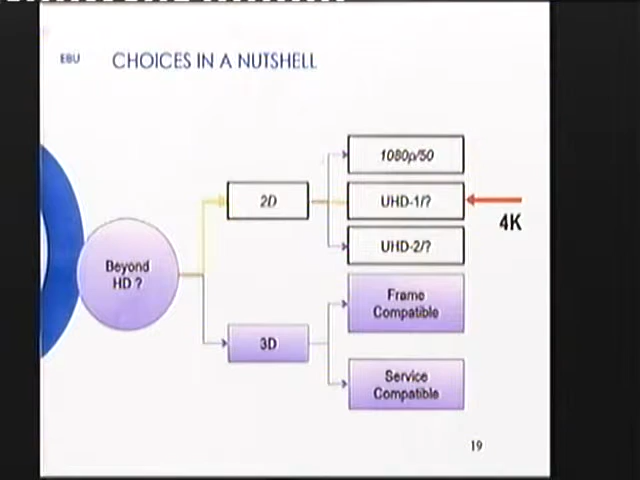 EBU
CHOICES IN A NUTSHELL
1080p/50
2D
UHD-1/?
4K
UHD-2/?
Beyond
HD ?
Frame
Compatible
3D
Service
Compatible
19